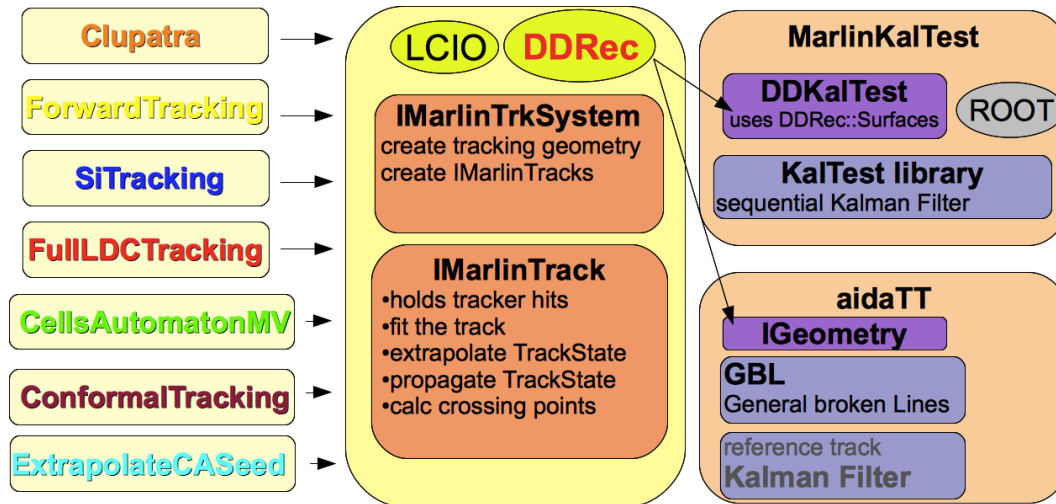 Clupatra
ForwardTracking
SiTracking
FullLDCTracking
CellsAutomatonMV
ConformalTracking
ExtrapolateCASeed
LCIO
DDRec
IMarlinTrkSystem
create tracking geometry
create IMarlinTracks
IMarlinTrack
•holds tracker hits
•fit the track
•extrapolate TrackState
•propagate TrackState
•calc crossing points
MarlinKalTest
DDKalTest
uses DDRec::Surfaces
ROOT
KalTest library
sequential Kalman Filter
aidaTT
IGeometry
GBL
General broken Lines
reference track
Kalman Filter